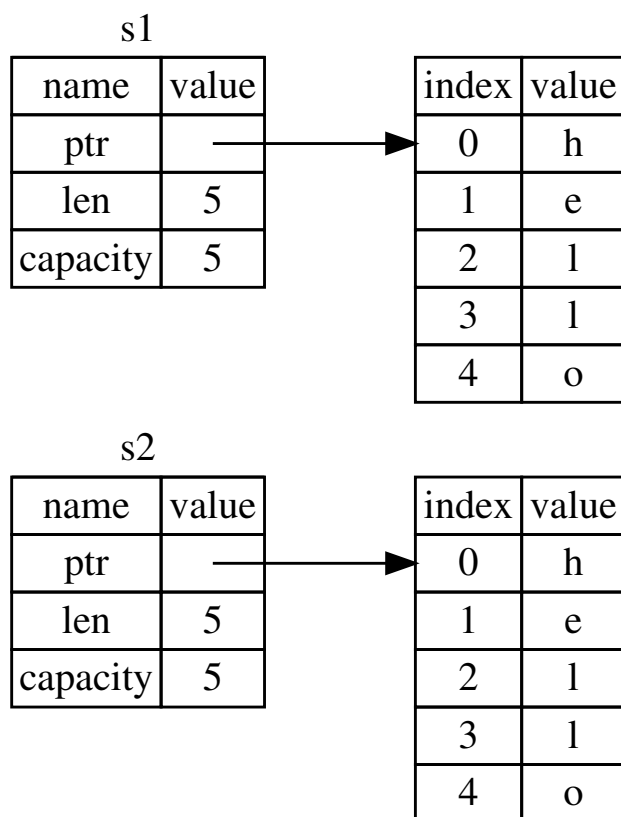 s1
name value
ptr
len 5
capacity 5
index value
0 h
1 e
2 l
3 l
4 o
s2
name value
ptr
len 5
capacity 5
index value
0 h
1 e
2 l
3 l
4 o